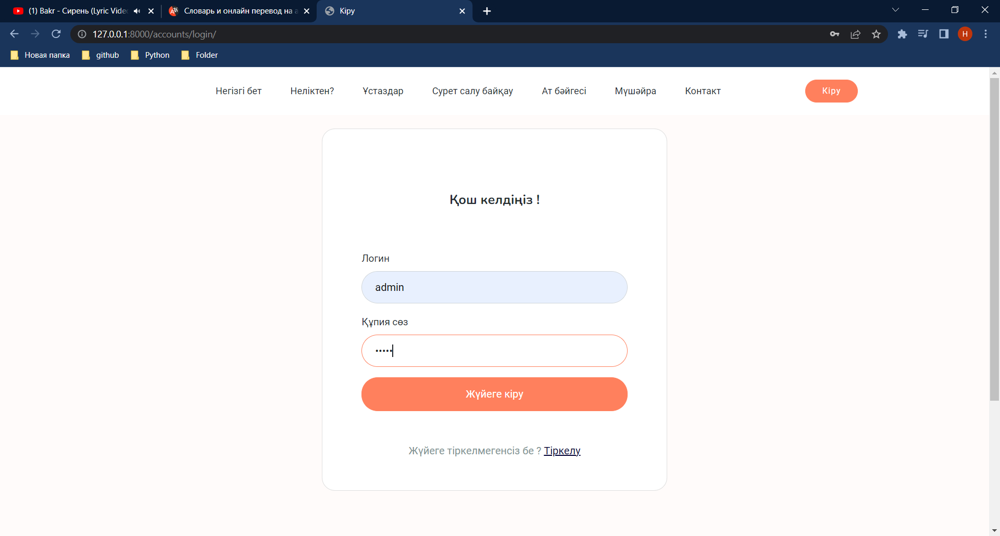 (1) Bakr - Сирень (Lyric Vide
Словарь и онлайн перевод на а
Кіру
127.0.0.1:8000/accounts/login/
H
Новая папка
github
Python
Folder
Негізгі бет
Неліктен?
Ұстаздар
Сурет салу байқау
Ат бәйгесі
Мүшәйра
Контакт
Кіру
Қош келдіңіз !
Логин
admin
Құпия сөз
•••••
Жүйеге кіру
Жүйеге тіркелмегенсіз бе ? Тіркелу